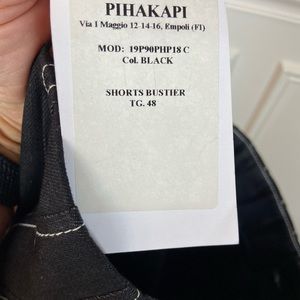 PIHAKAPI
Via 1 Maggio 12-14-16, Empoli (FI)
MOD: 19P90PHP18 C
Col. BLACK
SHORTS BUSTIER
TG. 48